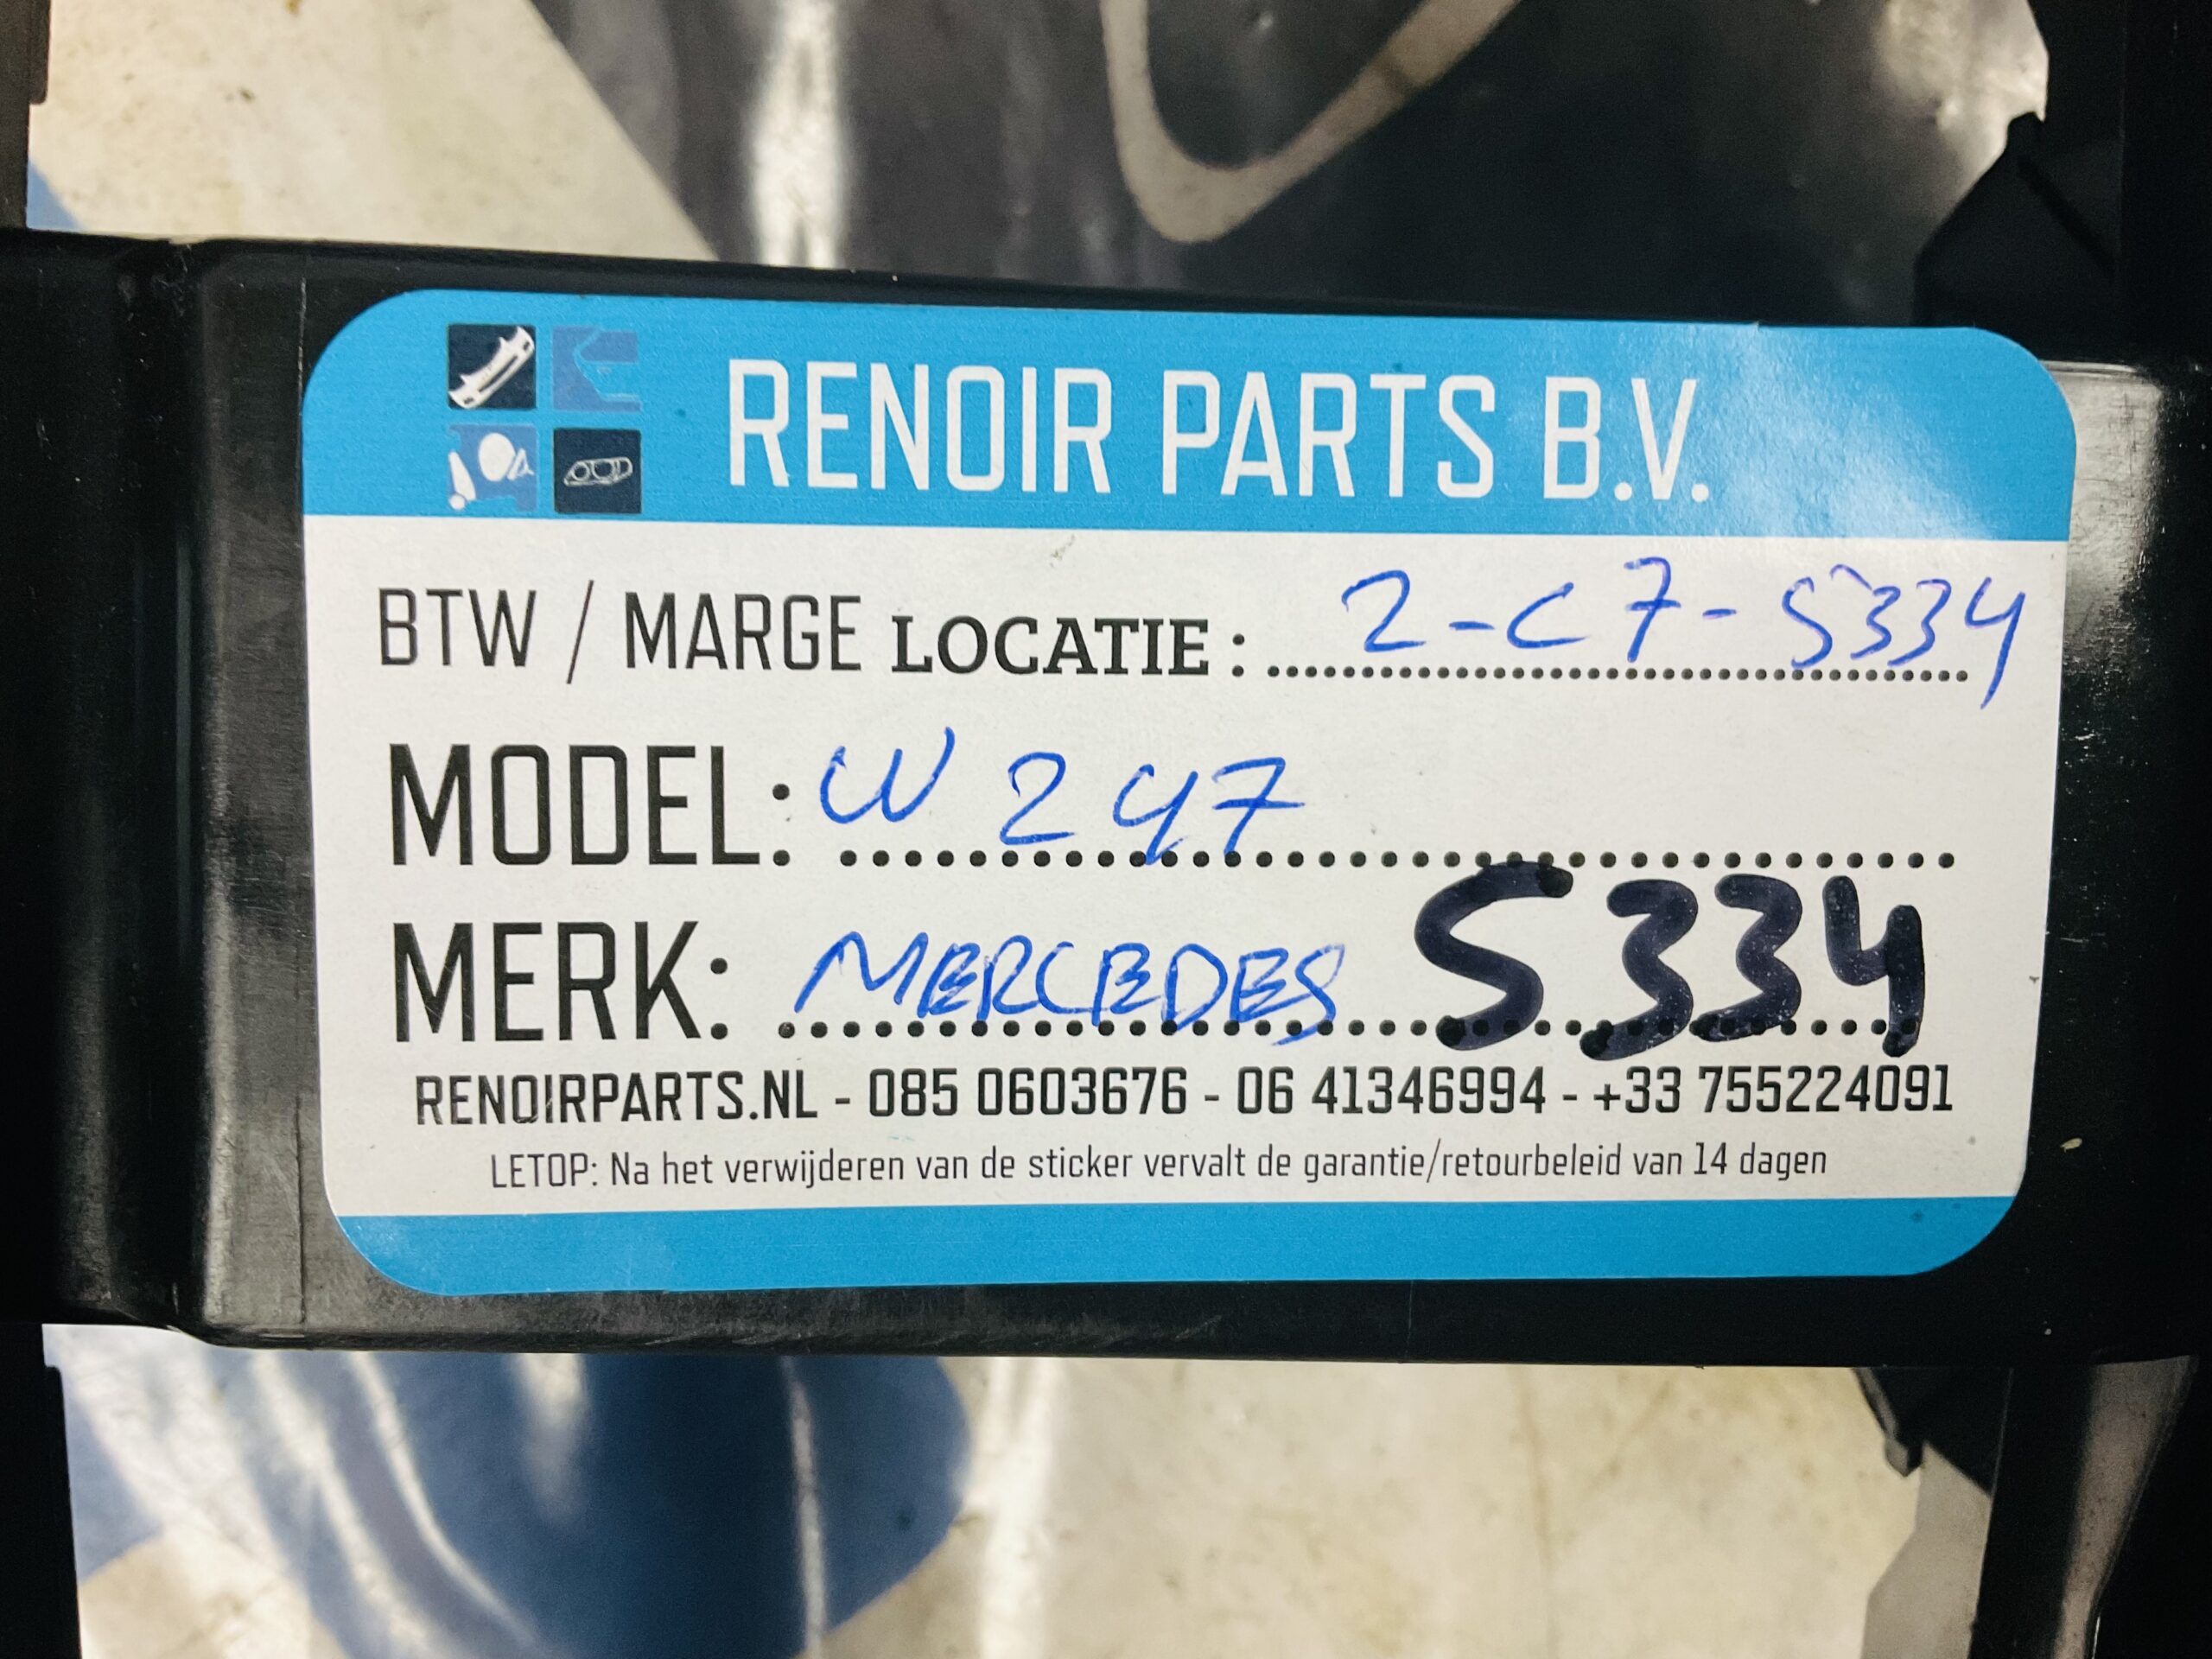 RENOIR PARTS B.V.
BTW / MARGE LOCATIE : 2-C7-S334
MODEL: W247
MERK: MERCEDES S334
RENOIRPARTS.NL - 085 0603676 - 06 41346994 - +33 755224091
LETOP: Na het verwijderen van de sticker vervalt de garantie/retourbeleid van 14 dagen